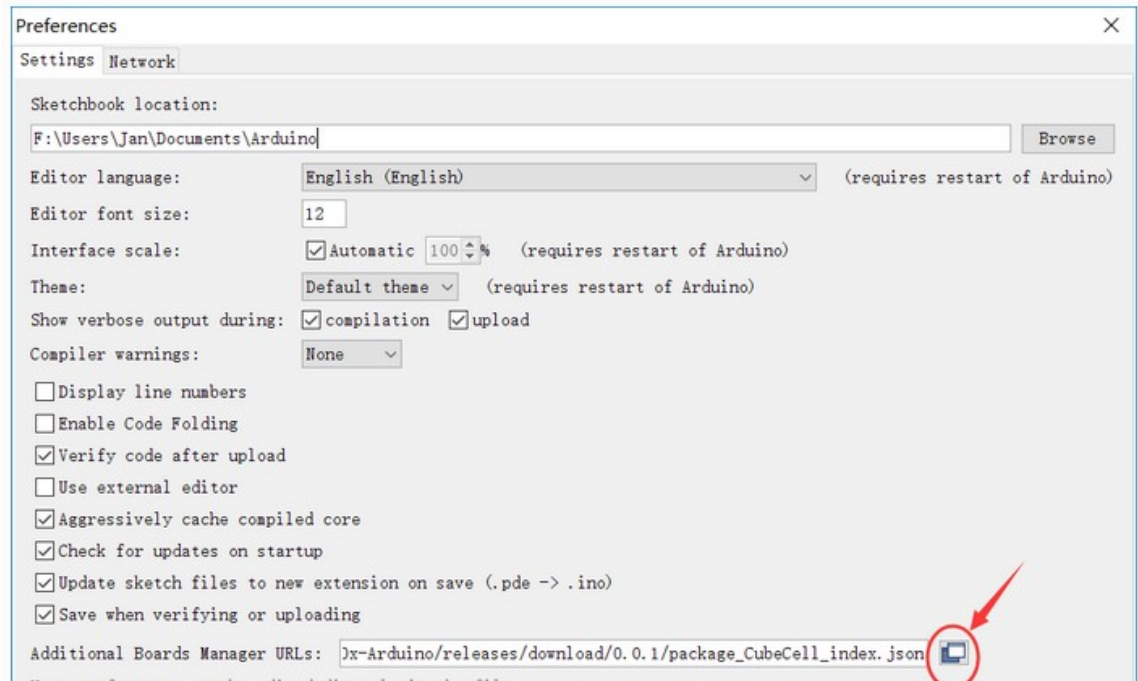 Preferences
Settings Network
Sketchbook location:
F:\Users\Jan\Documents\Arduino Browse
Editor language: English (English) (requires restart of Arduino)
Editor font size: 12
Interface scale: Automatic 100 % (requires restart of Arduino)
Theme: Default theme (requires restart of Arduino)
Show verbose output during: compilation upload
Compiler warnings: None
Display line numbers
Enable Code Folding
Verify code after upload
Use external editor
Aggressively cache compiled core
Check for updates on startup
Update sketch files to new extension on save (.pde -> .ino)
Save when verifying or uploading
Additional Boards Manager URLs: x-Arduino/releases/download/0.0.1/package_CubeCell_index.json